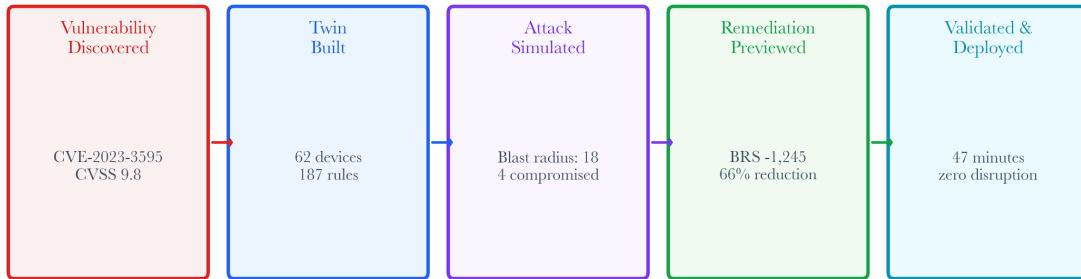 Vulnerability
Discovered
CVE-2023-3595
CVSS 9.8
Twin
Built
62 devices
187 rules
Attack
Simulated
Blast radius: 18
4 compromised
Remediation
Previewed
BRS -1,245
66% reduction
Validated &
Deployed
47 minutes
zero disruption